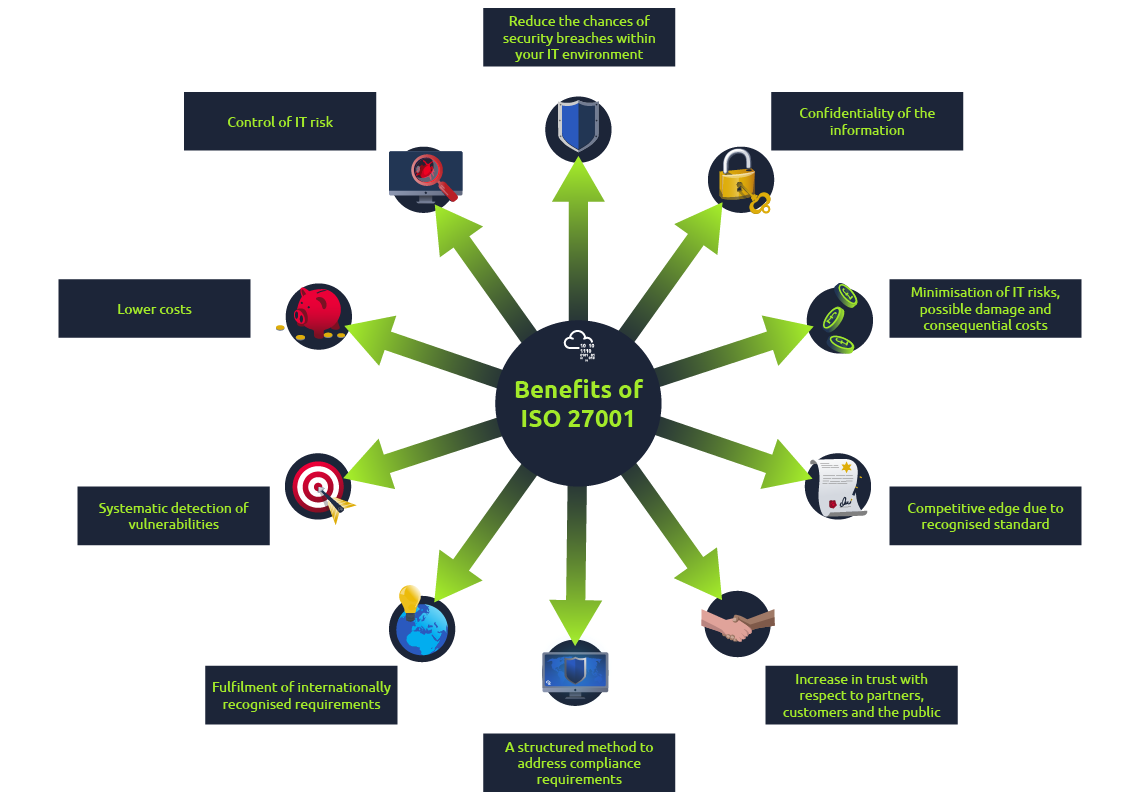 Reduce the chances of
security breaches within
your IT environment
Control of IT risk
Confidentiality of the
information
Lower costs
Minimisation of IT risks,
possible damage and
consequential costs
Benefits of
ISO 27001
Systematic detection of
vulnerabilities
Competitive edge due to
recognised standard
Fulfilment of internationally
recognised requirements
Increase in trust with
respect to partners,
customers and the public
A structured method to
address compliance
requirements